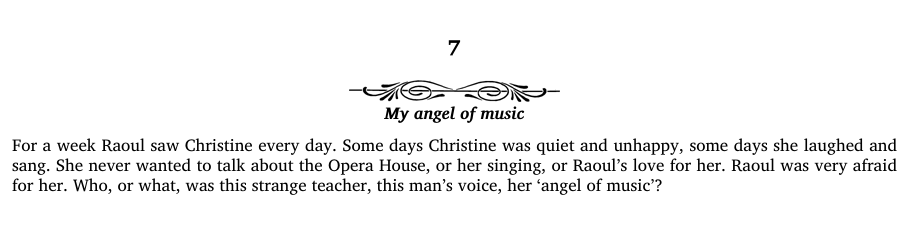 7
My angel of music
For a week Raoul saw Christine every day. Some days Christine was quiet and unhappy, some days she laughed and
sang. She never wanted to talk about the Opera House, or her singing, or Raoul’s love for her. Raoul was very afraid
for her. Who, or what, was this strange teacher, this man’s voice, her ‘angel of music’?